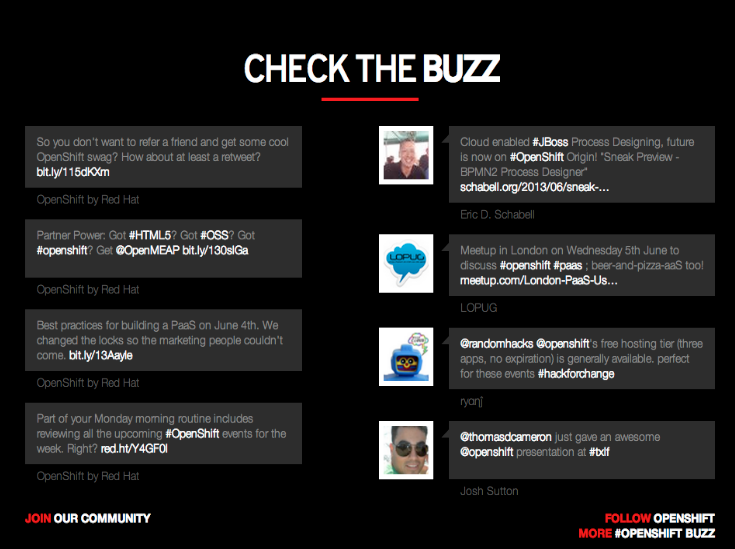 CHECK THE BUZZ
So you don't want to refer a friend and get some cool
OpenShift swag? How about at least a retweet?
bit.ly/115dKXm
OpenShift by Red Hat
Partner Power: Got #HTML5? Got #OSS? Got
#openshift? Get @OpenMEAP bit.ly/130slGa
OpenShift by Red Hat
Best practices for building a PaaS on June 4th. We
changed the locks so the marketing people couldn't
come. bit.ly/13Aayle
OpenShift by Red Hat
Part of your Monday morning routine includes
reviewing all the upcoming #OpenShift events for the
week. Right? red.ht/Y4GF0l
OpenShift by Red Hat
Cloud enabled #JBoss Process Designing, future
is now on #OpenShift Origin! "Sneak Preview -
BPMN2 Process Designer"
schabell.org/2013/06/sneak-...
Eric D. Schabell
LOPUG
Meetup in London on Wednesday 5th June to
discuss #openshift #paas ; beer-and-pizza-aaS too!
meetup.com/London-PaaS-Us...
LOPUG
@randomhacks @openshift's free hosting tier (three
apps, no expiration) is generally available. perfect
for these events #hackforchange
@thomasdcameron just gave an awesome
@openshift presentation at #txlf
Josh Sutton
JOIN OUR COMMUNITY
FOLLOW OPENSHIFT
MORE #OPENSHIFT BUZZ